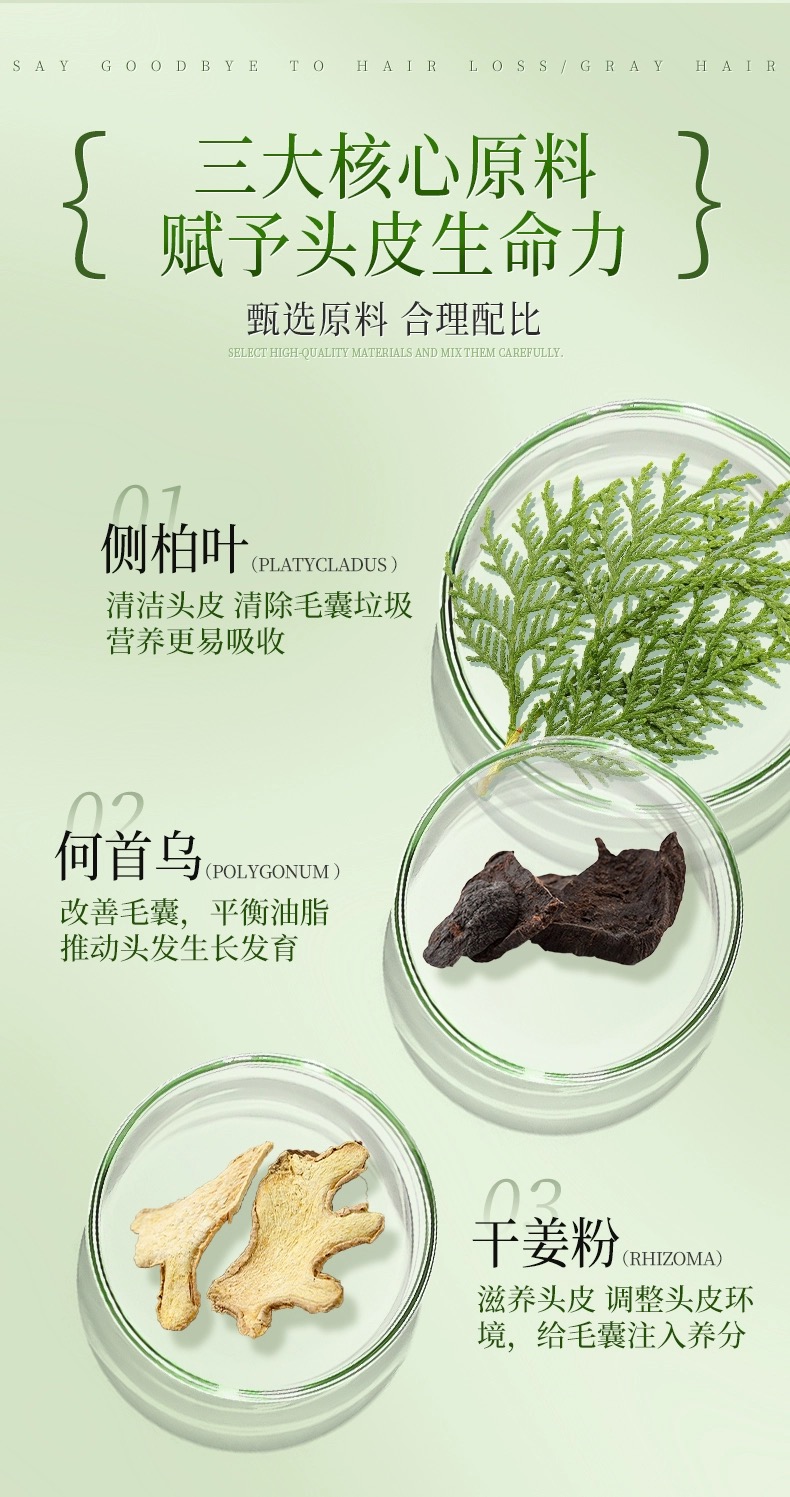 SAY GOODBYE TO HAIR LOSS/GRAY HAIR
三大核心原料
赋予头皮生命力
甄选原料 合理配比
SELECT HIGH-QUALITY MATERIALS AND MIX THEM CAREFULLY.
01
侧柏叶(PLATYCLADUS)
清洁头皮 清除毛囊垃圾
营养更易吸收
02
何首乌(POLYGONUM)
改善毛囊，平衡油脂
推动头发生长发育
03
干姜粉(RHIZOMA)
滋养头皮 调整头皮环
境，给毛囊注入养分